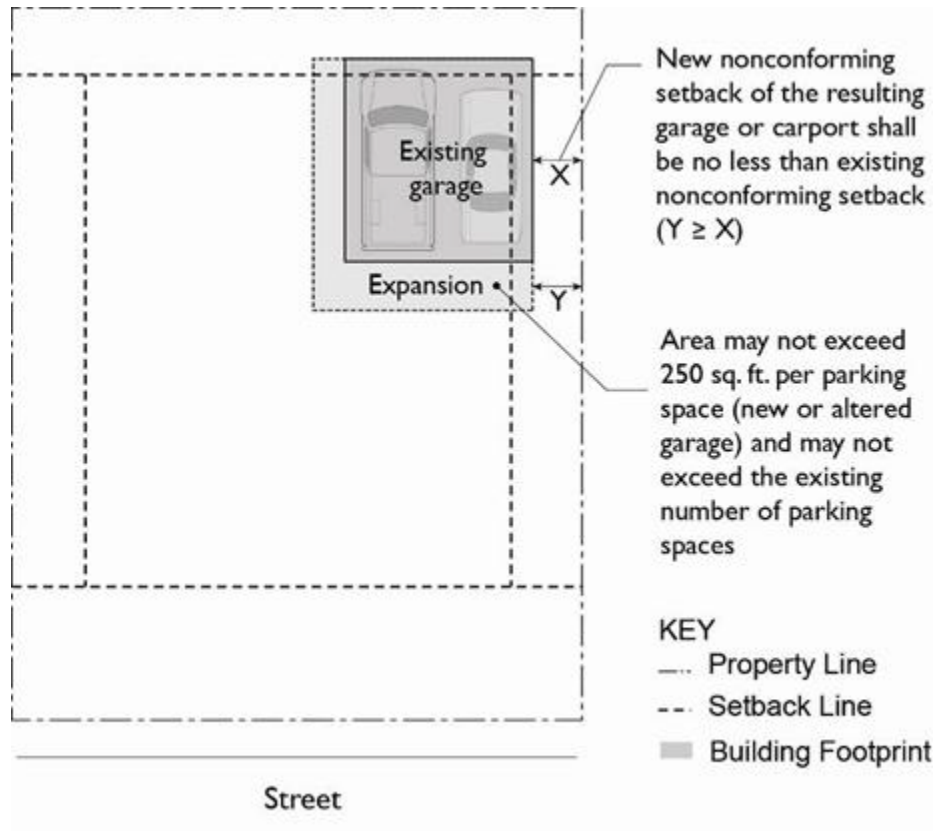 New nonconforming
setback of the resulting
garage or carport shall
be no less than existing
nonconforming setback
(Y ≥ X)
Existing
garage
X
Expansion
Y
Area may not exceed
250 sq. ft. per parking
space (new or altered
garage) and may not
exceed the existing
number of parking
spaces
KEY
Property Line
Setback Line
Building Footprint
Street